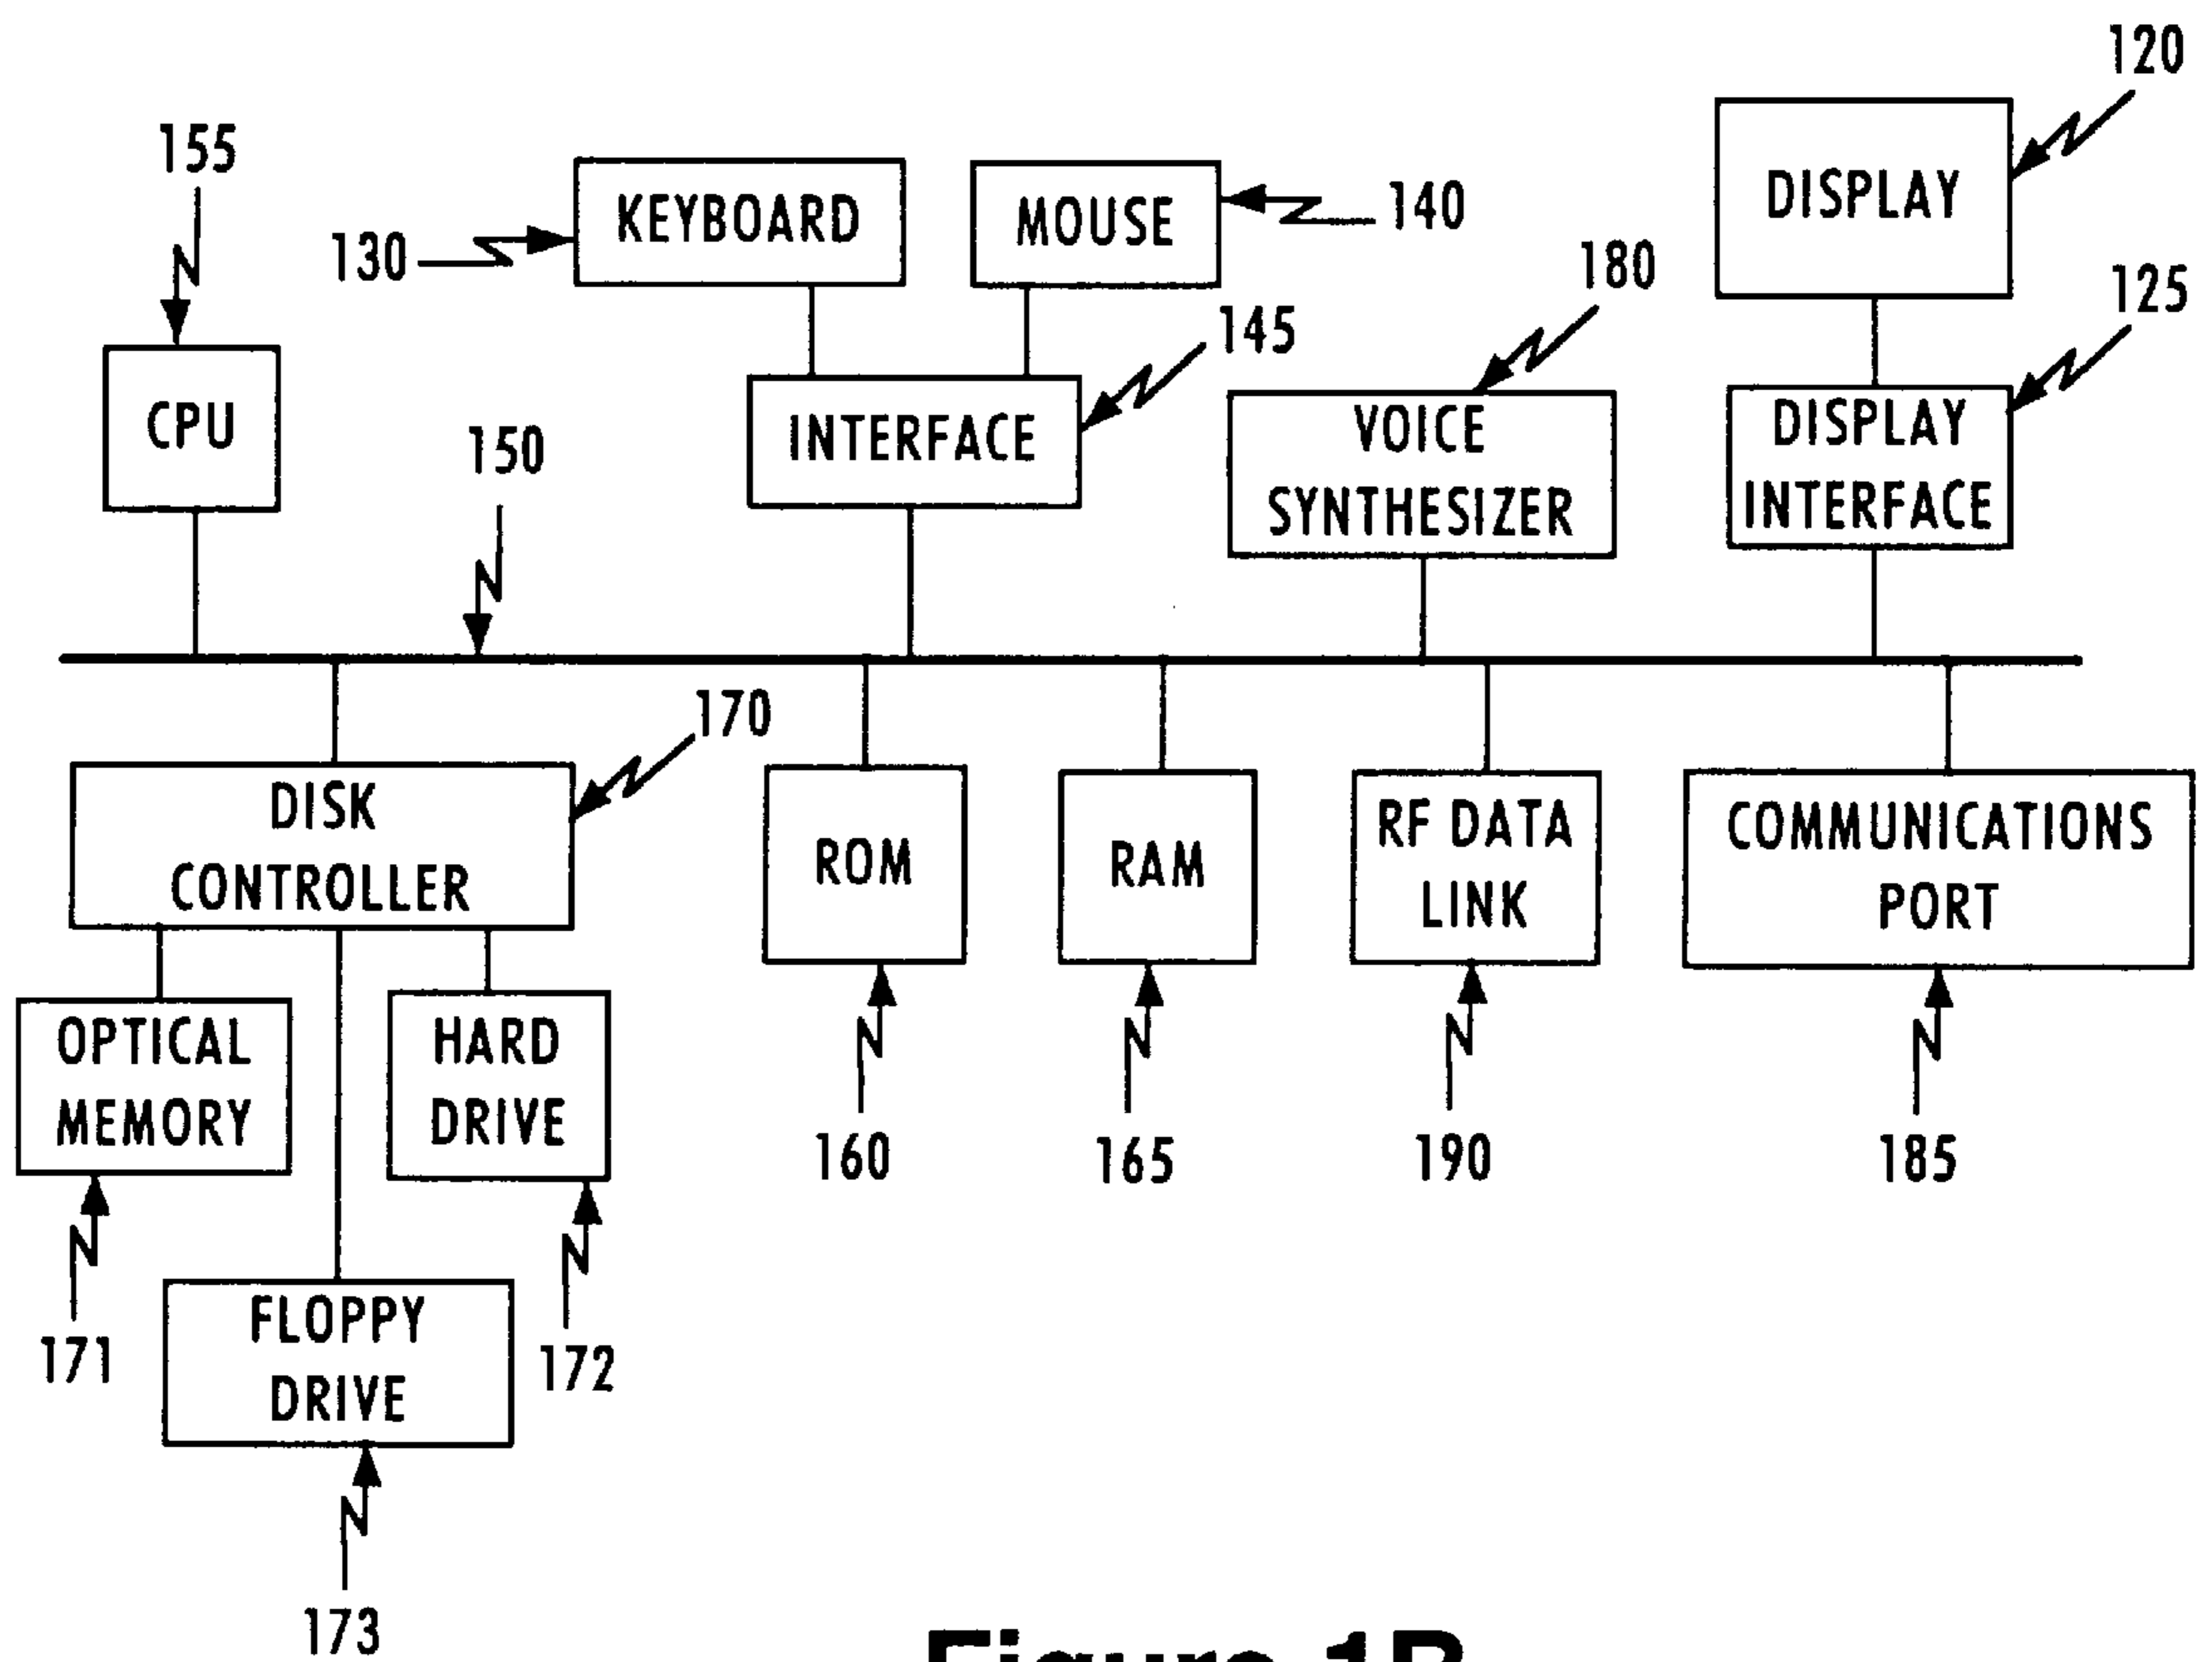 120
155
KEYBOARD
MOUSE
DISPLAY
140
130
180
125
145
CPU
INTERFACE
VOICE
SYNTHESIZER
DISPLAY
INTERFACE
150
170
DISK
CONTROLLER
ROM
RAM
RF DATA
LINK
COMMUNICATIONS
PORT
OPTICAL
MEMORY
HARD
DRIVE
160
165
190
185
171
FLOPPY
DRIVE
172
173
Figure 1B